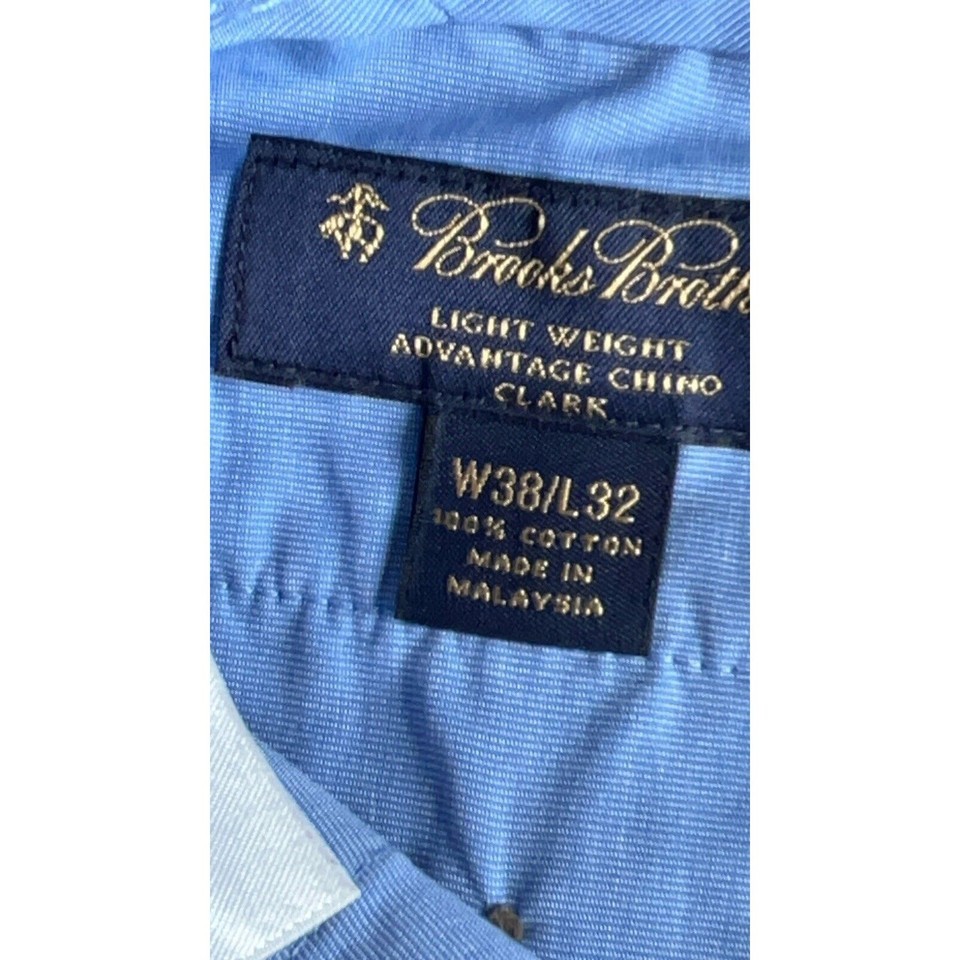 Brooks Broth
LIGHT WEIGHT
ADVANTAGE CHINO
CLARK
W38/L32
100% COTTON
MADE IN
MALAYSIA